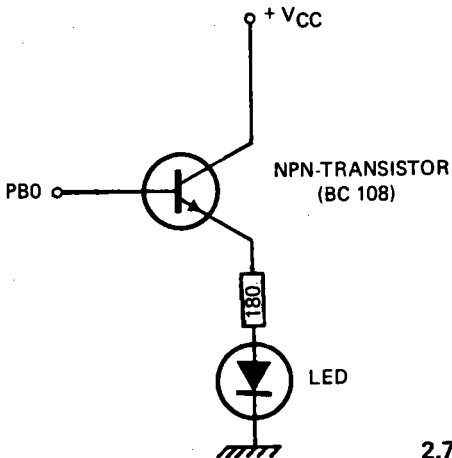 + VCC
NPN-TRANSISTOR
(BC 108)
PB0
180
LED
2.7